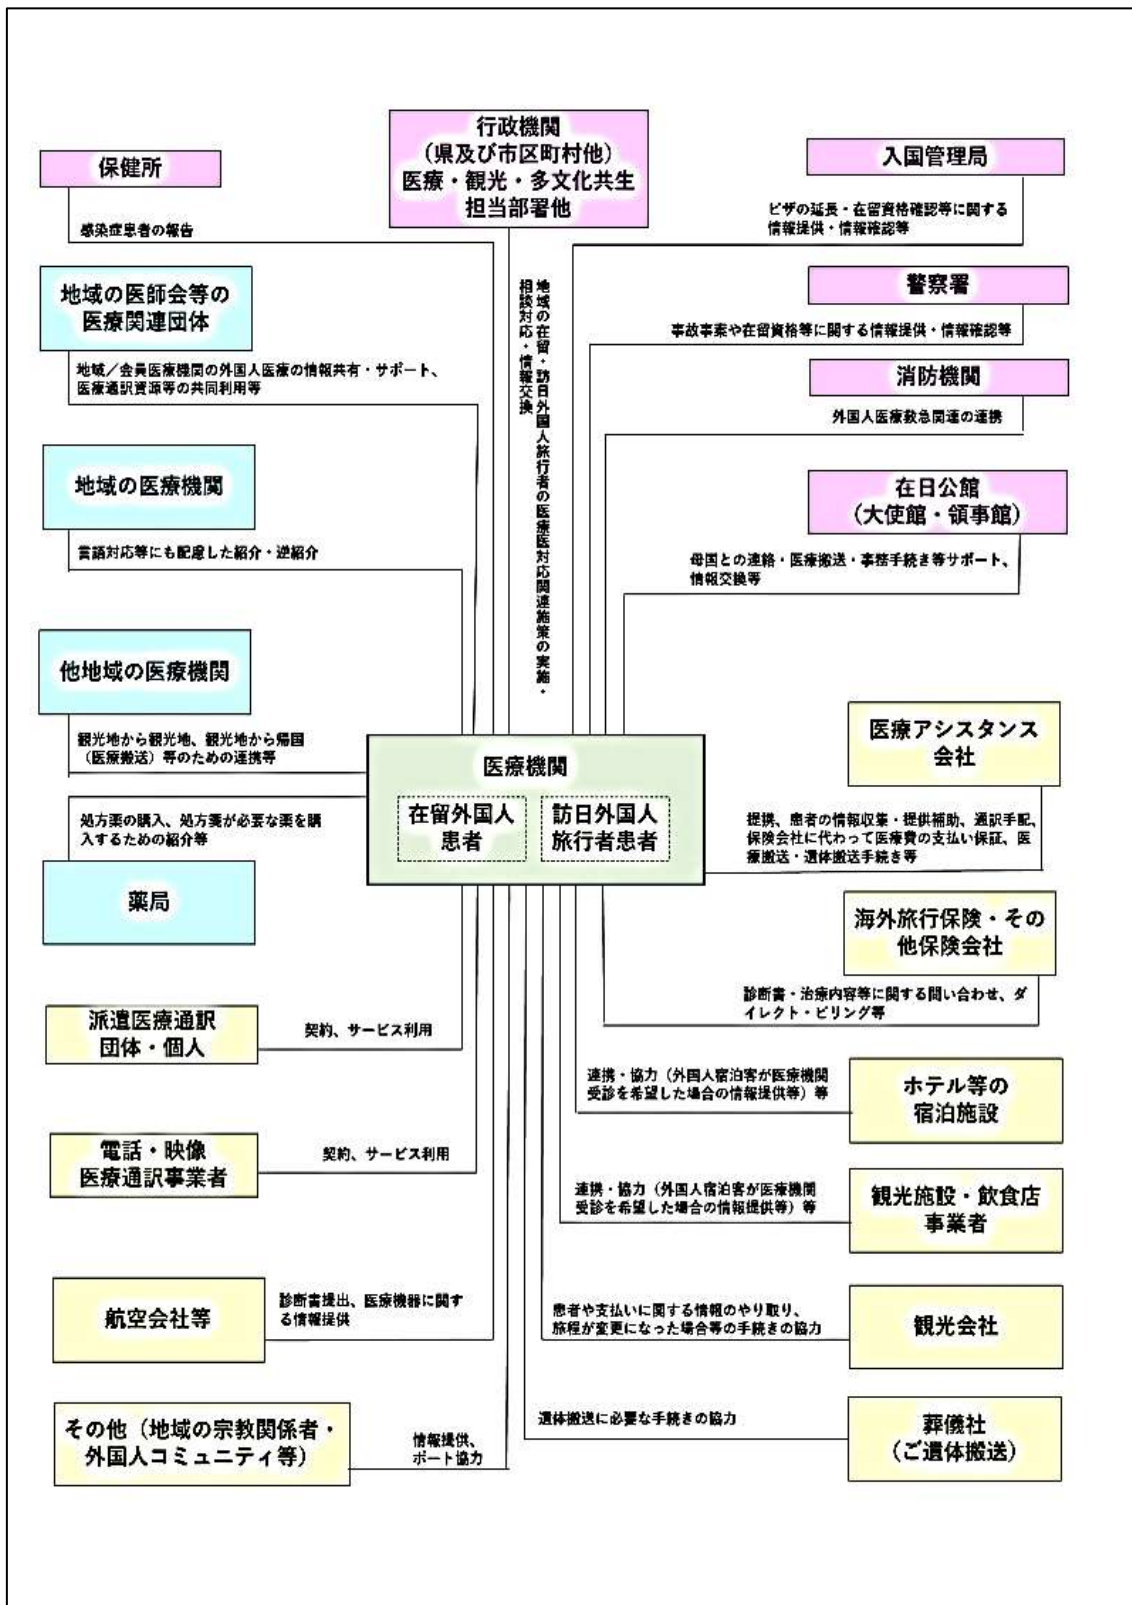 行政機関
（県及び市区町村他）
医療・観光・多文化共生
担当部署他
保健所
感染症患者の報告
入国管理局
ビザの延長・在留資格確認等に関する
情報提供・情報確認等
地域の医師会等の
医療関連団体
地域／会員医療機関の外国人医療の情報共有・サポート、
医療通訳資源等の共同利用等
地域の在留・訪日外国人旅行者の医療医対応関連施策の実施・
相談対応・情報交換
警察署
事故事案や在留資格等に関する情報提供・情報確認等
消防機関
外国人医療救急関連の連携
地域の医療機関
言語対応等にも配慮した紹介・逆紹介
在日公館
（大使館・領事館）
母国との連絡・医療搬送・事務手続き等サポート、
情報交換等
他地域の医療機関
観光地から観光地、観光地から帰国
（医療搬送）等のための連携等
医療機関
在留外国人
患者
訪日外国人
旅行者患者
医療アシスタンス
会社
提携、患者の情報収集・提供補助、通訳手配、
保険会社に代わって医療費の支払い保証、医
療搬送・遺体搬送手続き等
処方薬の購入、処方箋が必要な薬を購
入するための紹介等
薬局
海外旅行保険・その
他保険会社
診断書・治療内容等に関する問い合わせ、ダ
イレクト・ビリング等
派遣医療通訳
団体・個人
契約、サービス利用
連携・協力（外国人宿泊客が医療機関
受診を希望した場合の情報提供等）等
ホテル等の
宿泊施設
電話・映像
医療通訳事業者
契約、サービス利用
連携・協力（外国人宿泊客が医療機関
受診を希望した場合の情報提供等）等
観光施設・飲食店
事業者
航空会社等
診断書提出、医療機器に関す
る情報提供
患者や支払いに関する情報のやり取り、
旅程が変更になった場合等の手続きの協力
観光会社
その他（地域の宗教関係者・
外国人コミュニティ等）
情報提供、
ポート協力
遺体搬送に必要な手続きの協力
葬儀社
（ご遺体搬送）